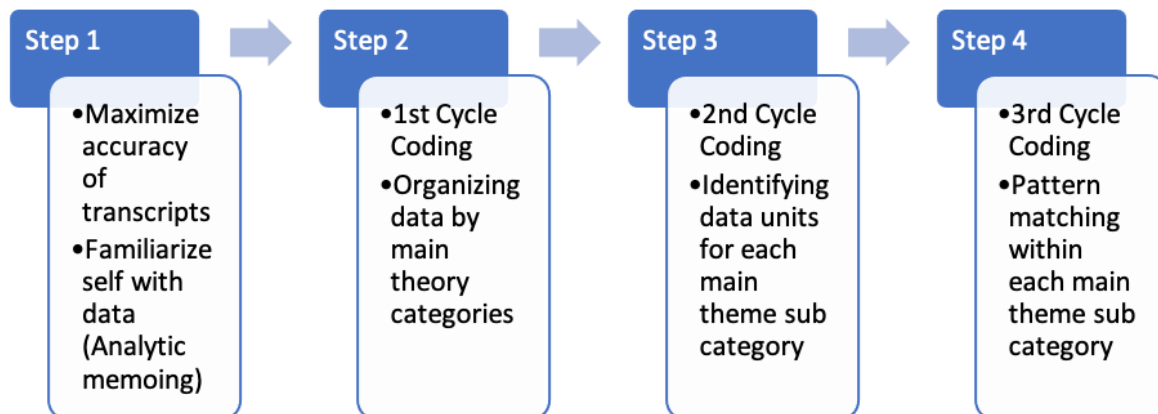 Step 1
•Maximize
accuracy
of
transcripts
•Familiarize
self with
data
(Analytic
memoing)
Step 2
•1st Cycle
Coding
•Organizing
data by
main
theory
categories
Step 3
•2nd Cycle
Coding
•Identifying
data units
for each
main
theme sub
category
Step 4
•3rd Cycle
Coding
•Pattern
matching
within
each main
theme sub
category